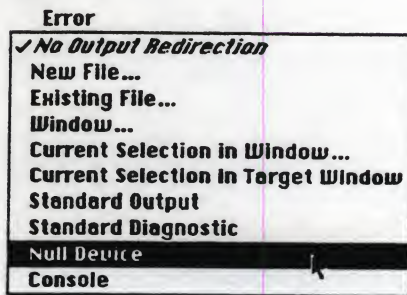 Error
✓ No Output Redirection
New File...
Existing File...
Window...
Current Selection in Window...
Current Selection in Target Window
Standard Output
Standard Diagnostic
Null Device
Console